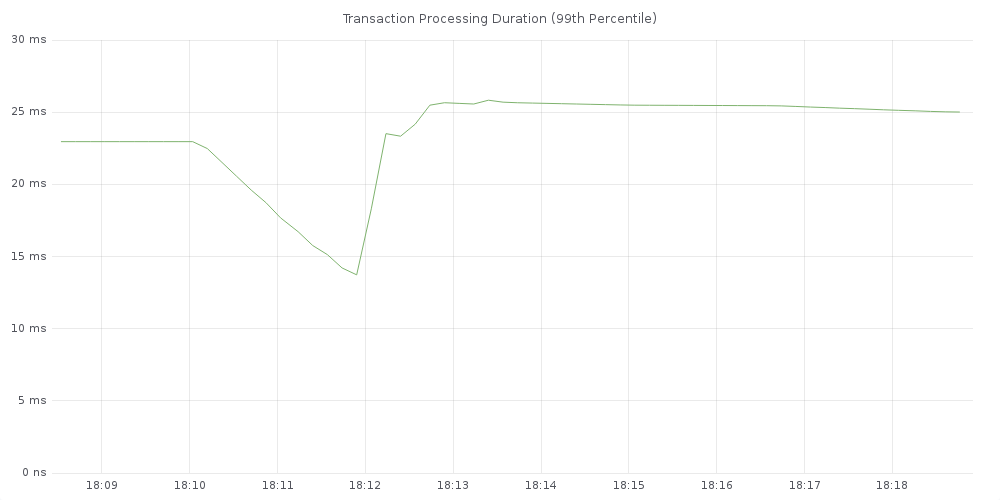 Transaction Processing Duration (99th Percentile)
30 ms
25 ms
20 ms
15 ms
10 ms
5 ms
0 ns
18:09 18:10 18:11 18:12 18:13 18:14 18:15 18:16 18:17 18:18